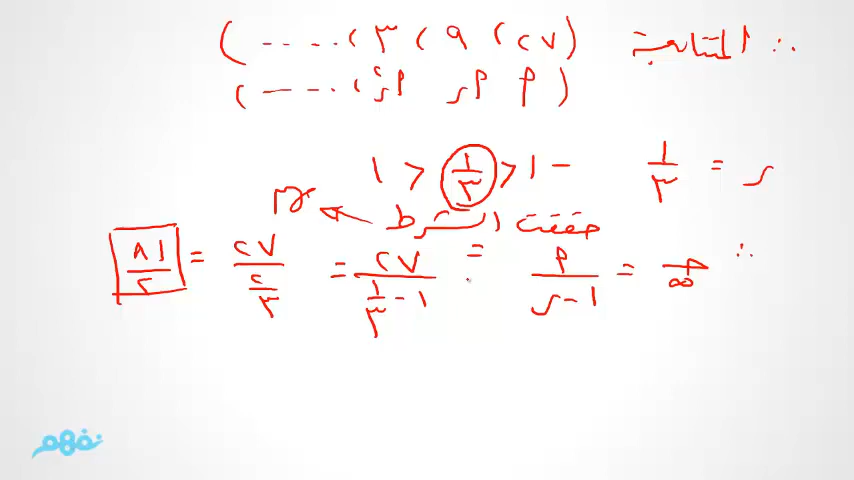 ∴ المتتابعة (٢٧ ، ٩ ، ٣ ، ......)
(أ ، أر ، أر٢ ، ......)
ر = ١/٣   -١ < ١/٣ < ١
حققت الشرط ← ∞
∴ جـ∞ = أ/(١-ر) = ٢٧/(١-١/٣) = ٢٧/(٢/٣) = ٨١/٢
نفهم